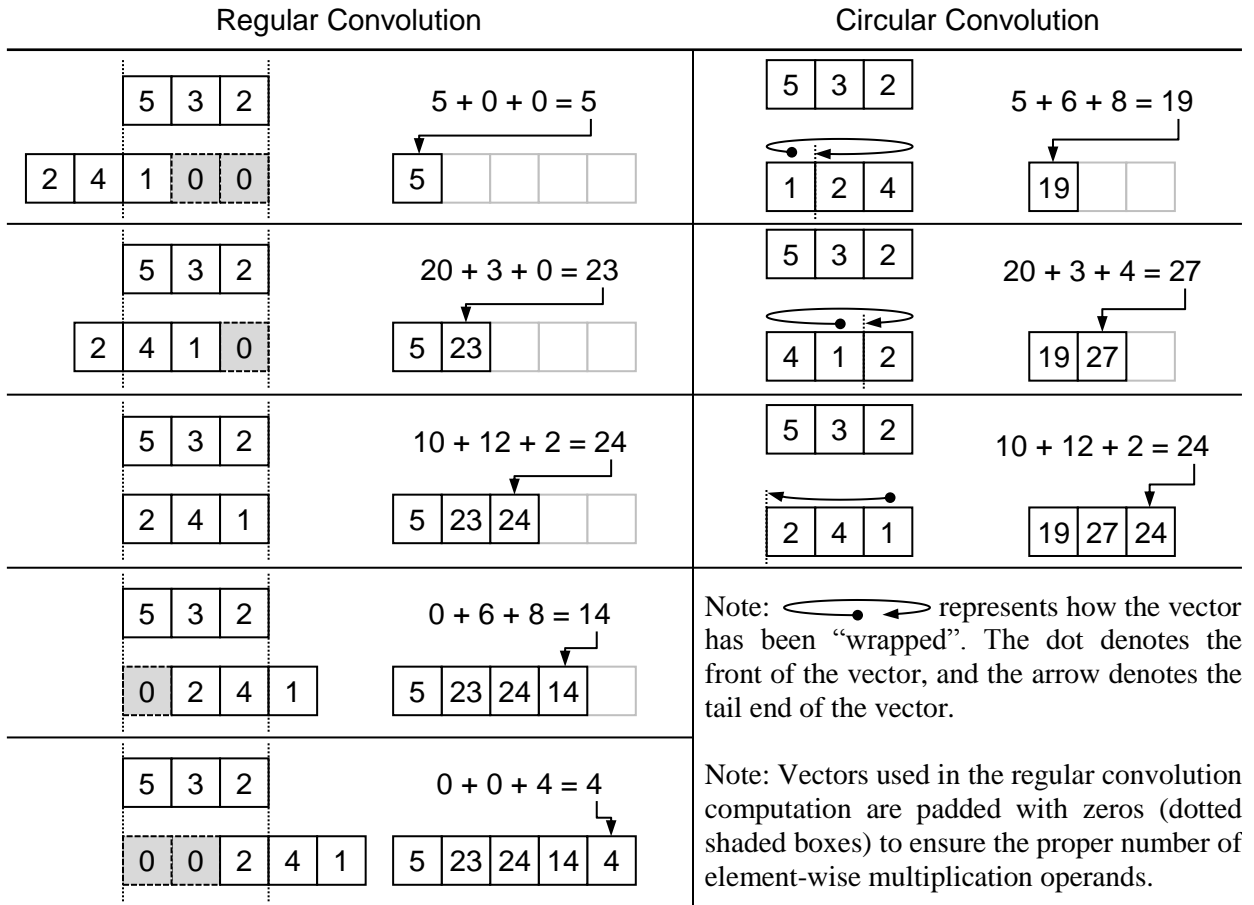 Regular Convolution
Circular Convolution
5 3 2
5 + 0 + 0 = 5
2 4 1 0 0
5
5 3 2
5 + 6 + 8 = 19
1 2 4
19
5 3 2
20 + 3 + 0 = 23
2 4 1 0
5 23
5 3 2
20 + 3 + 4 = 27
4 1 2
19 27
5 3 2
10 + 12 + 2 = 24
2 4 1
5 23 24
5 3 2
10 + 12 + 2 = 24
2 4 1
19 27 24
5 3 2
0 + 6 + 8 = 14
0 2 4 1
5 23 24 14
5 3 2
0 + 0 + 4 = 4
0 0 2 4 1
5 23 24 14 4
Note: represents how the vector
has been “wrapped”. The dot denotes the
front of the vector, and the arrow denotes the
tail end of the vector.
Note: Vectors used in the regular convolution
computation are padded with zeros (dotted
shaded boxes) to ensure the proper number of
element-wise multiplication operands.